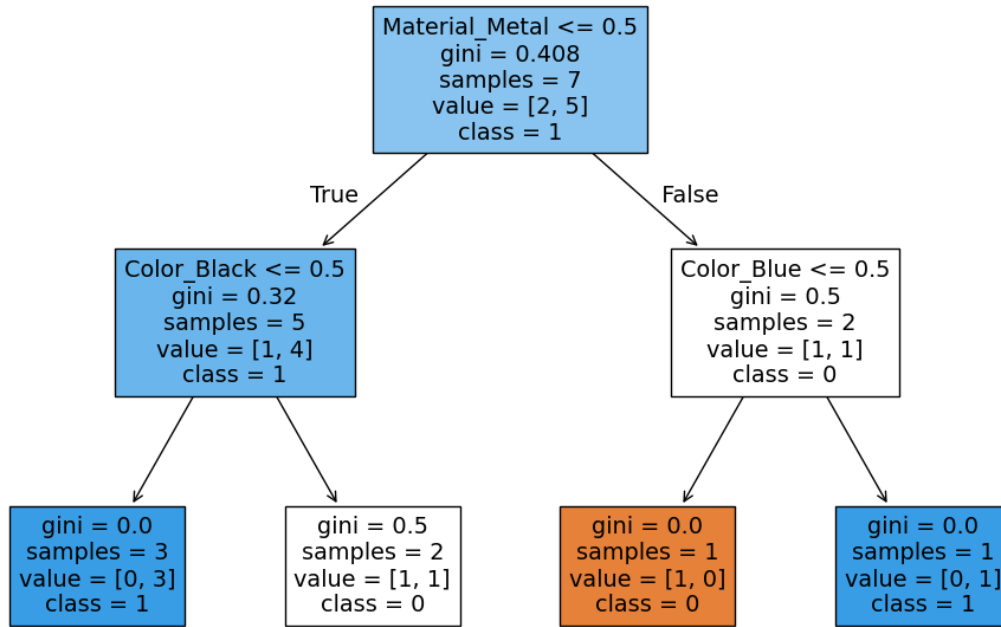 Material_Metal <= 0.5
gini = 0.408
samples = 7
value = [2, 5]
class = 1
True
False
Color_Black <= 0.5
gini = 0.32
samples = 5
value = [1, 4]
class = 1
Color_Blue <= 0.5
gini = 0.5
samples = 2
value = [1, 1]
class = 0
gini = 0.0
samples = 3
value = [0, 3]
class = 1
gini = 0.5
samples = 2
value = [1, 1]
class = 0
gini = 0.0
samples = 1
value = [1, 0]
class = 0
gini = 0.0
samples = 1
value = [0, 1]
class = 1